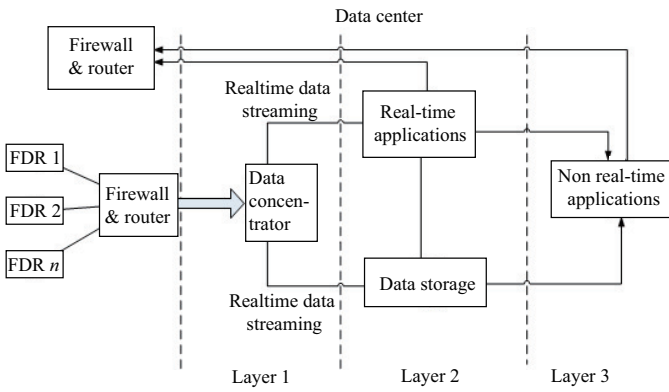 Data center
Firewall
& router
Realtime data
streaming
Real-time
applications
FDR 1
FDR 2
FDR n
Firewall
& router
Data
concen-
trator
Non real-time
applications
Data storage
Realtime data
streaming
Layer 1
Layer 2
Layer 3